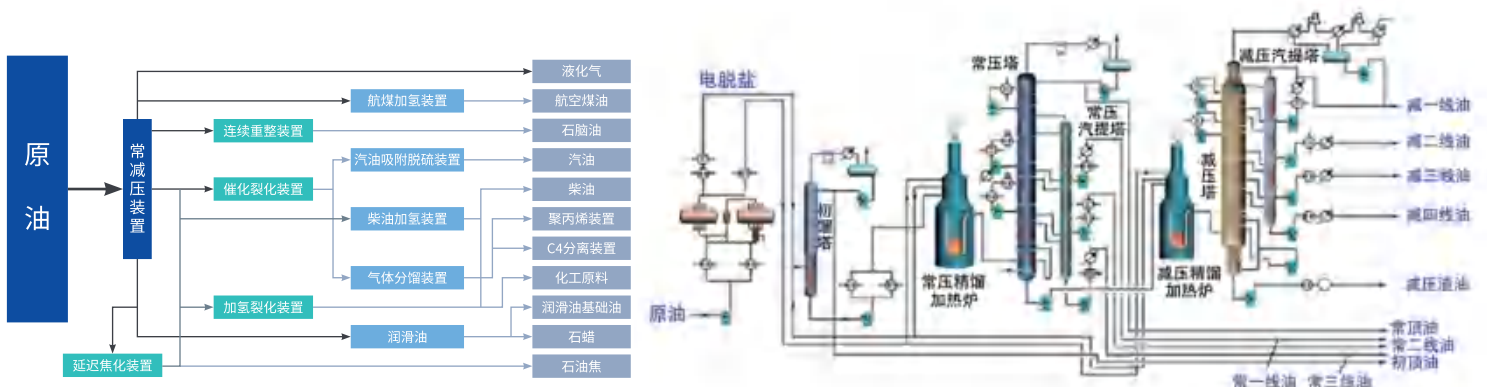 原油
常减压装置
航煤加氢装置
连续重整装置
汽油吸附脱硫装置
催化裂化装置
柴油加氢装置
气体分馏装置
加氢裂化装置
润滑油
延迟焦化装置
液化气
航空煤油
石脑油
汽油
柴油
聚丙烯装置
C4分离装置
化工原料
润滑油基础油
石蜡
石油焦
电脱盐
原油
初馏塔
常压塔
常压
汽提塔
常压精馏
加热炉
减压汽提塔
减压塔
减压精馏
加热炉
减一线油
减二线油
减三线油
减四线油
减压渣油
常顶油
常二线油
初顶油
常一线油
常三线油